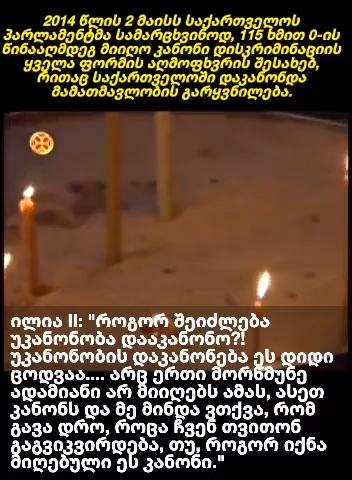 2014 წლის 2 მაისს საქართველოს
პარლამენტმა სამარცხვინოდ, 115 ხმით 0-ის
წინააღმდეგ მიიღო კანონი დისკრიმინაციის
ყველა ფორმის აღმოფხვრის შესახებ,
რითაც საქართველოში დაკანონდა
მამათმავლობის გარყვნილება.
ილია II: "როგორ შეიძლება
უკანონობა დააკანონო?!
უკანონობის დაკანონება ეს დიდი
ცოდვაა.... არც ერთი მორწმუნე
ადამიანი არ მიიღებს ამას, ასეთ
კანონს და მე მინდა ვთქვა, რომ
გავა დრო, როცა ჩვენ თვითონ
გაგვიკვირდება, თუ, როგორ იქნა
მიღებული ეს კანონი."